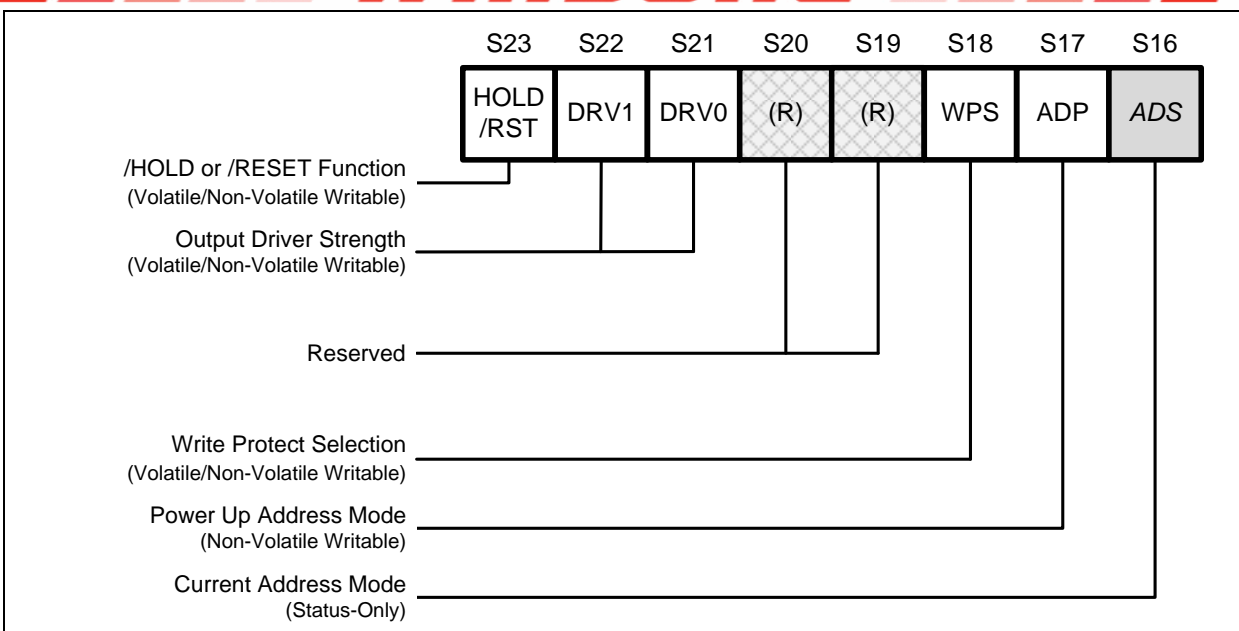 S23 S22 S21 S20 S19 S18 S17 S16
HOLD
/RST DRV1 DRV0 (R) (R) WPS ADP ADS
/HOLD or /RESET Function
(Volatile/Non-Volatile Writable)
Output Driver Strength
(Volatile/Non-Volatile Writable)
Reserved
Write Protect Selection
(Volatile/Non-Volatile Writable)
Power Up Address Mode
(Non-Volatile Writable)
Current Address Mode
(Status-Only)